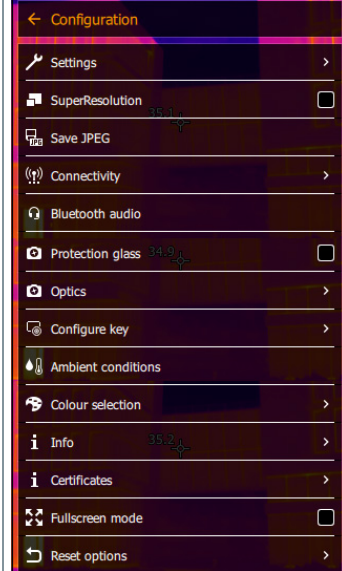 Configuration
Settings
SuperResolution
35.1
JPG
Save JPEG
Connectivity
Bluetooth audio
Protection glass
34.9
Optics
Configure key
Ambient conditions
Colour selection
Info
35.2
Certificates
Fullscreen mode
Reset options